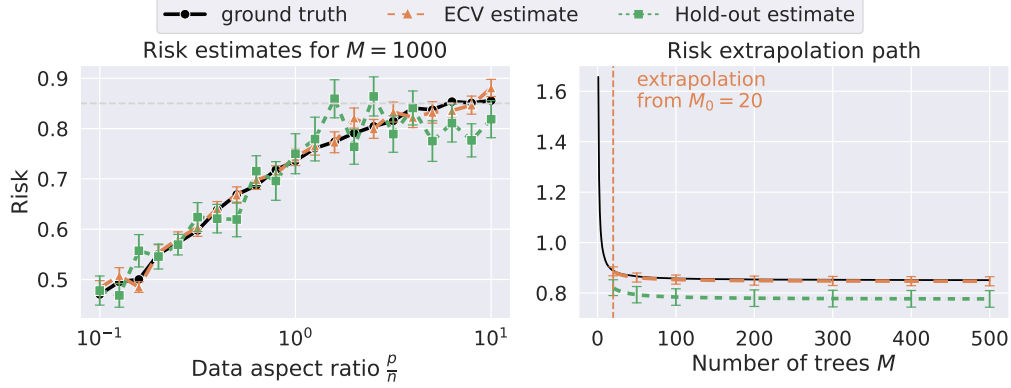 ground truth
ECV estimate
Hold-out estimate
Risk estimates for M = 1000
Risk
0.9
0.8
0.7
0.6
0.5
10⁻¹
10⁰
10¹
Data aspect ratio p/n
Risk extrapolation path
extrapolation
from M₀ = 20
1.6
1.4
1.2
1.0
0.8
0
100
200
300
400
500
Number of trees M